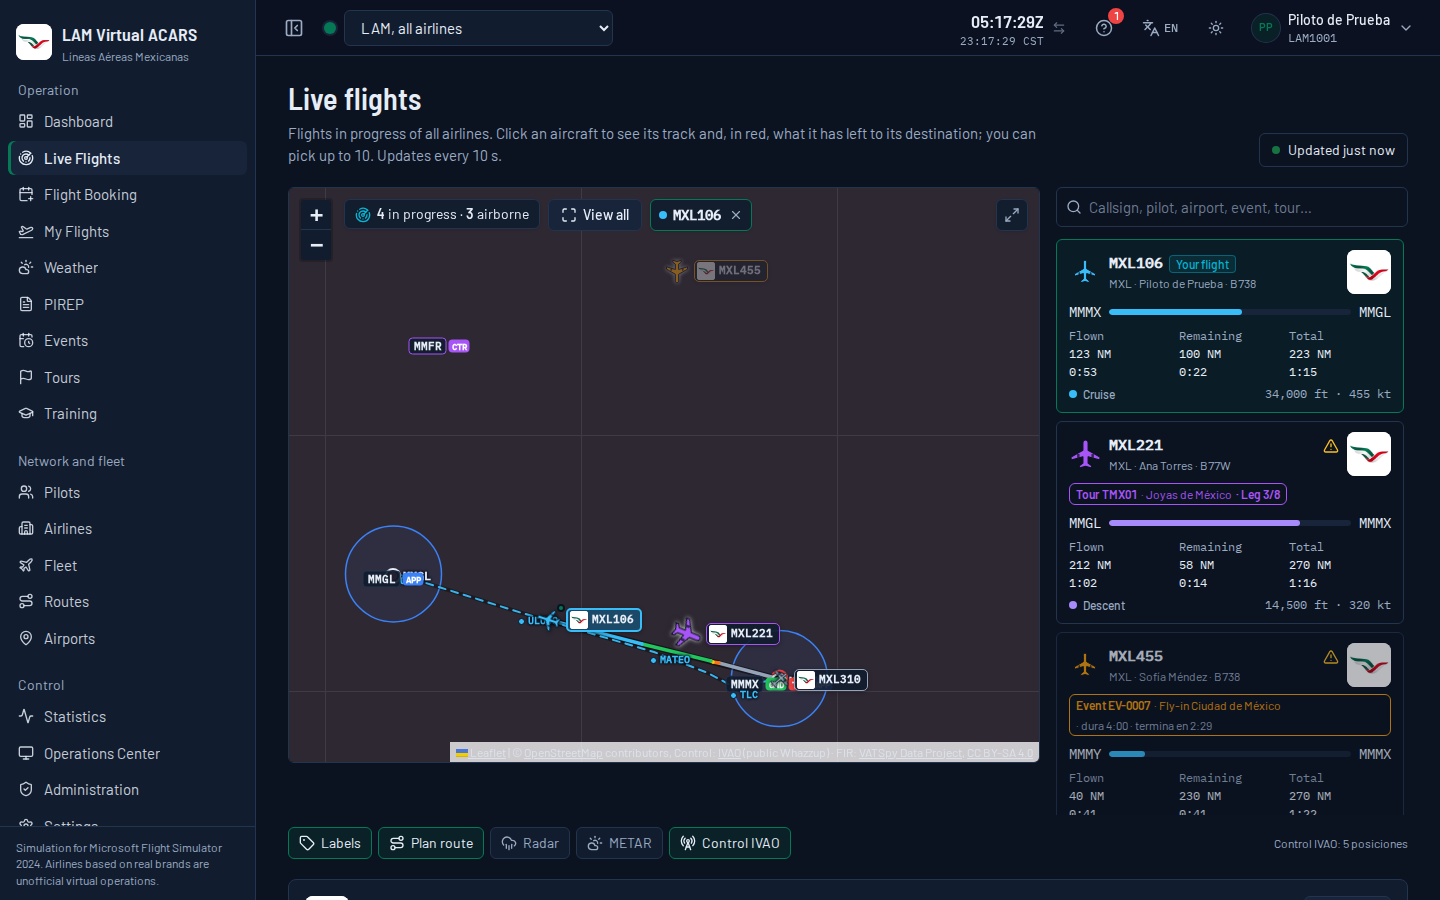 LAM Virtual ACARS
Líneas Aéreas Mexicanas
Operation
Dashboard
Live Flights
Flight Booking
My Flights
Weather
PIREP
Events
Tours
Training
Network and fleet
Pilots
Airlines
Fleet
Routes
Airports
Control
Statistics
Operations Center
Administration
Settings
Simulation for Microsoft Flight Simulator
2024. Airlines based on real brands are
unofficial virtual operations.
LAM, all airlines
05:17:29Z
23:17:29 CST
1
EN
PP
Piloto de Prueba
LAM1001
Live flights
Flights in progress of all airlines. Click an aircraft to see its track and, in red, what it has left to its destination; you can
pick up to 10. Updates every 10 s.
Updated just now
+
−
4 in progress · 3 airborne
View all
MXL106 ×
MXL455
MMFR CTR
MMGL APP
MXL106
MXL221
MATEO
MMMX
MXL310
TLC
Leaflet | © OpenStreetMap contributors, Control: IVAO (public Whazzup) · FIR: VATSpy Data Project, CC BY-SA 4.0
Callsign, pilot, airport, event, tour...
MXL106 Your flight
MXL · Piloto de Prueba · B738
MMMX MMGL
Flown Remaining Total
123 NM 100 NM 223 NM
0:53 0:22 1:15
Cruise 34,000 ft · 455 kt
MXL221
MXL · Ana Torres · B77W
Tour TMX01 · Joyas de México · Leg 3/8
MMGL MMMX
Flown Remaining Total
212 NM 58 NM 270 NM
1:02 0:14 1:16
Descent 14,500 ft · 320 kt
MXL455
MXL · Sofía Méndez · B738
Event EV-0007 · Fly-in Ciudad de México
· dura 4:00 · termina en 2:29
MMMY MMMX
Flown Remaining Total
40 NM 230 NM 270 NM
0:41 0:41 1:22
Labels
Plan route
Radar
METAR
Control IVAO
Control IVAO: 5 posiciones